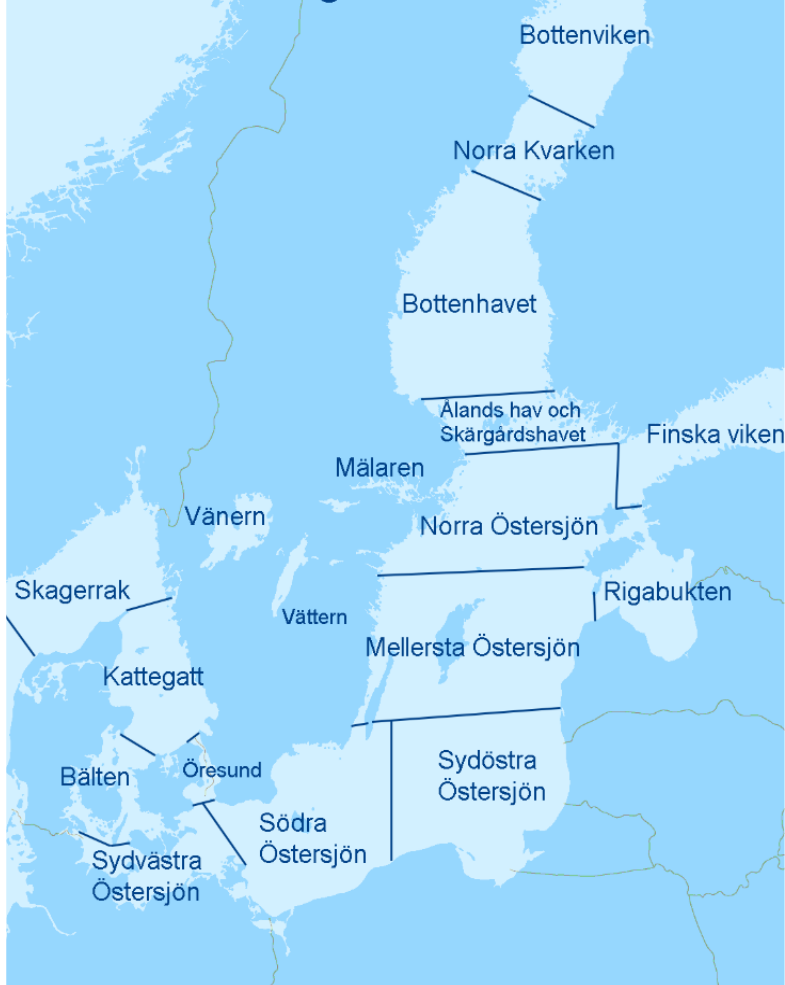 Bottenviken
Norra Kvarken
Bottenhavet
Ålands hav och
Skärgårdshavet
Finska viken
Mälaren
Vänern
Norra Östersjön
Skagerrak
Rigabukten
Vättern
Mellersta Östersjön
Kattegatt
Öresund
Bälten
Sydöstra
Östersjön
Södra
Östersjön
Sydvästra
Östersjön